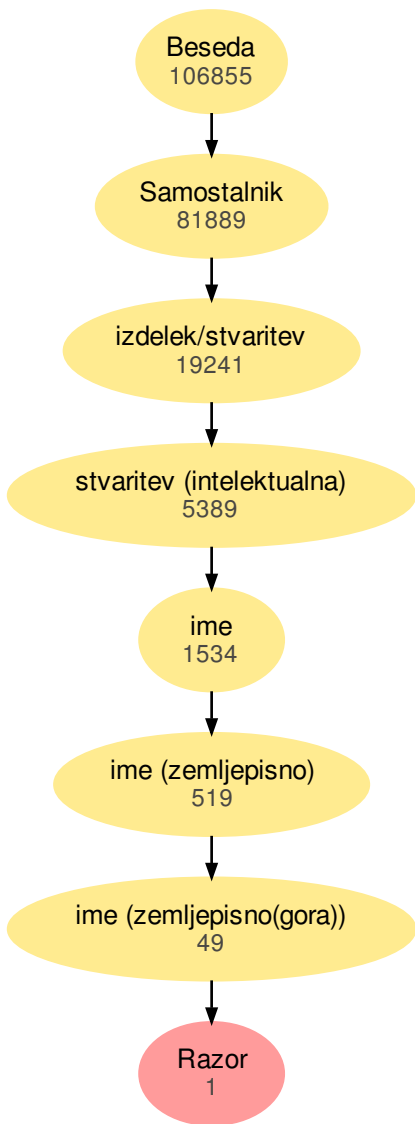 Beseda
106855
Samostalnik
81889
izdelek/stvaritev
19241
stvaritev (intelektualna)
5389
ime
1534
ime (zemljepisno)
519
ime (zemljepisno(gora))
49
Razor
1